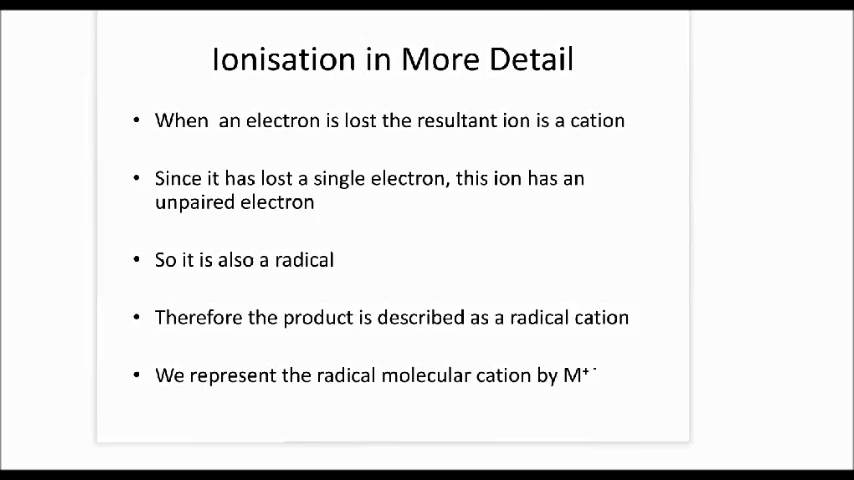 Ionisation in More Detail
• When an electron is lost the resultant ion is a cation
• Since it has lost a single electron, this ion has an
unpaired electron
• So it is also a radical
• Therefore the product is described as a radical cation
• We represent the radical molecular cation by M⁺˙